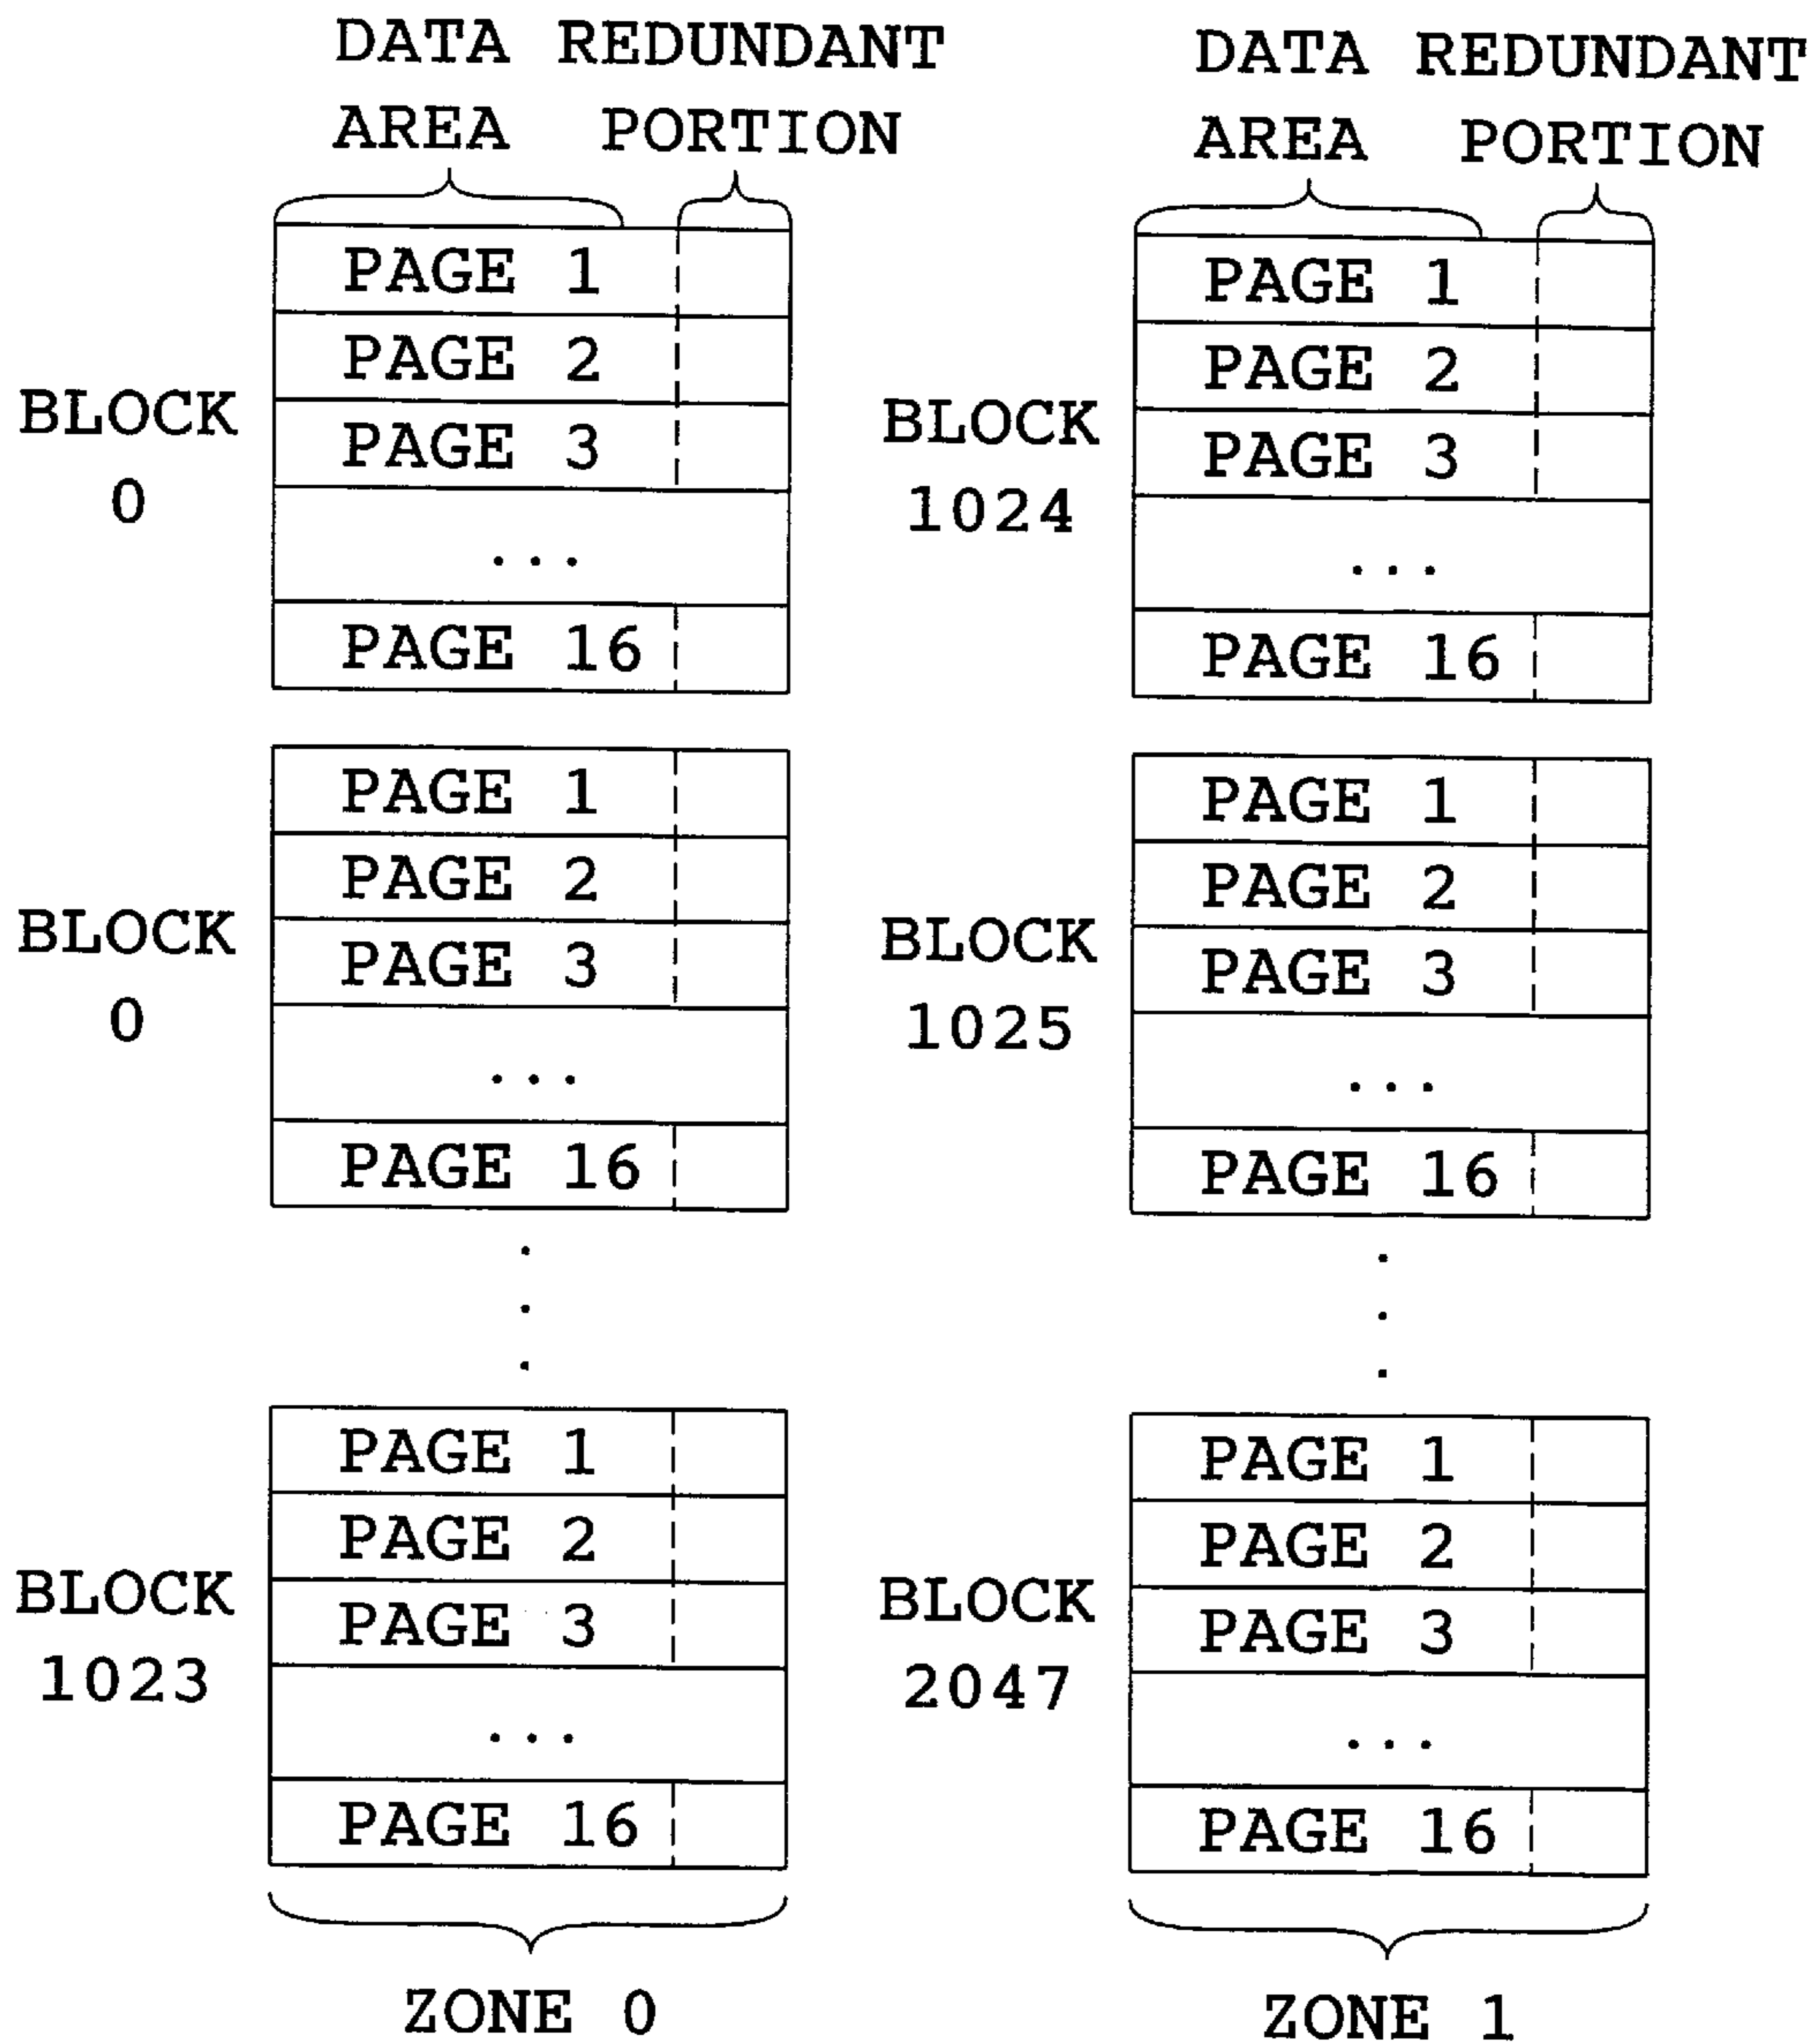 DATA REDUNDANT
AREA PORTION
PAGE 1
PAGE 2
PAGE 3
...
PAGE 16
BLOCK
0
PAGE 1
PAGE 2
PAGE 3
...
PAGE 16
BLOCK
0
PAGE 1
PAGE 2
PAGE 3
...
PAGE 16
BLOCK
1023
ZONE 0
DATA REDUNDANT
AREA PORTION
PAGE 1
PAGE 2
PAGE 3
...
PAGE 16
BLOCK
1024
PAGE 1
PAGE 2
PAGE 3
...
PAGE 16
BLOCK
1025
PAGE 1
PAGE 2
PAGE 3
...
PAGE 16
BLOCK
2047
ZONE 1